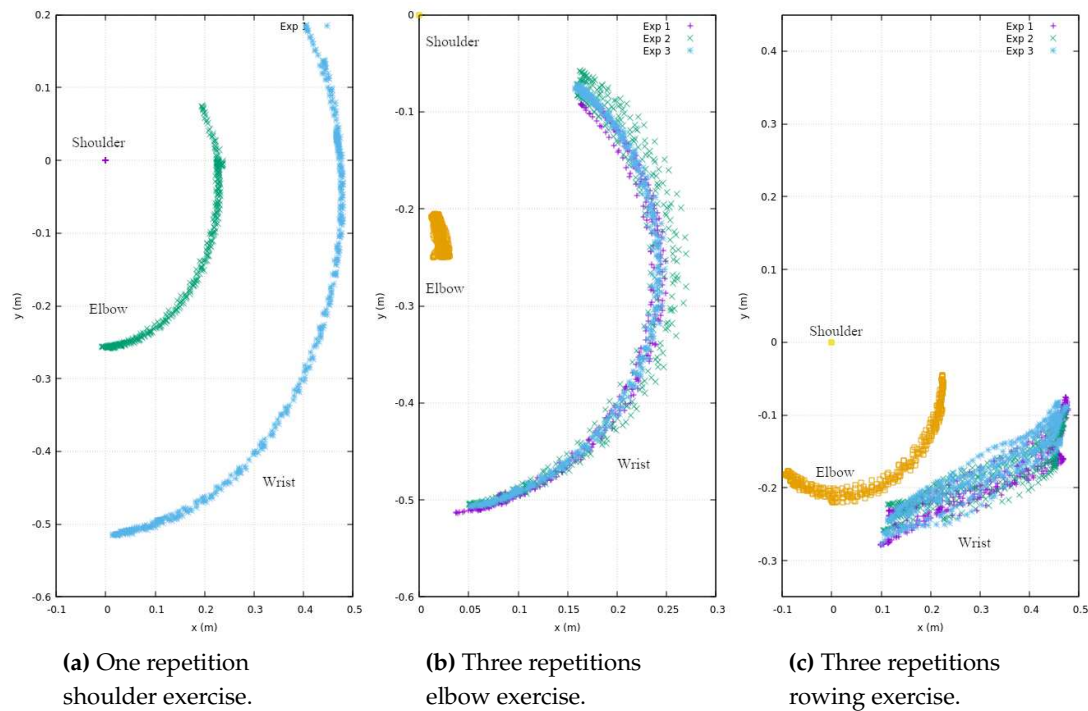 0.2
0.1
0
-0.1
-0.2
-0.3
-0.4
-0.5
-0.6
y (m)
-0.1
0
0.1
0.2
0.3
0.4
0.5
x (m)
Exp 1
Shoulder
Elbow
Wrist
(a) One repetition
shoulder exercise.
0
-0.1
-0.2
-0.3
-0.4
-0.5
-0.6
y (m)
0
0.05
0.1
0.15
0.2
0.25
0.3
x (m)
Exp 1
Exp 2
Exp 3
Shoulder
Elbow
Wrist
(b) Three repetitions
elbow exercise.
0.4
0.3
0.2
0.1
0
-0.1
-0.2
-0.3
y (m)
-0.1
0
0.1
0.2
0.3
0.4
0.5
x (m)
Exp 1
Exp 2
Exp 3
Shoulder
Elbow
Wrist
(c) Three repetitions
rowing exercise.